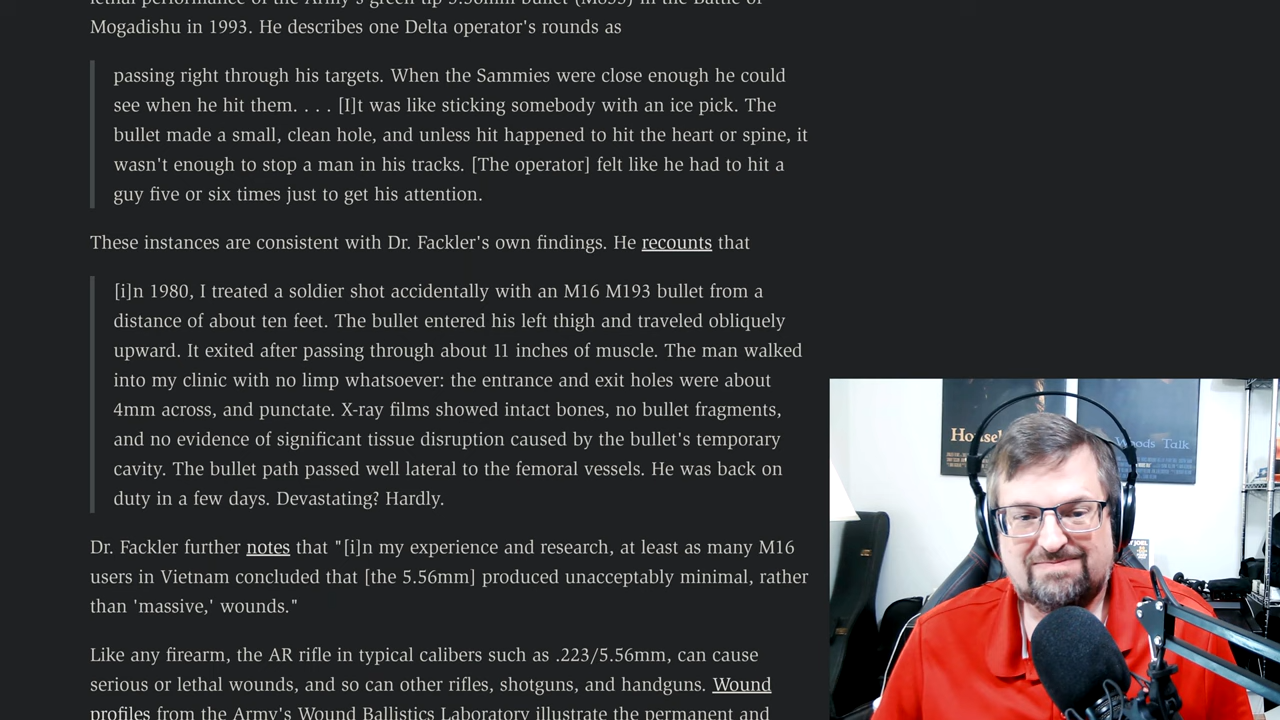 lethal performance of the Army's green tip 5.56mm bullet (M855) in the Battle of
Mogadishu in 1993. He describes one Delta operator's rounds as
passing right through his targets. When the Sammies were close enough he could
see when he hit them. . . . [I]t was like sticking somebody with an ice pick. The
bullet made a small, clean hole, and unless hit happened to hit the heart or spine, it
wasn't enough to stop a man in his tracks. [The operator] felt like he had to hit a
guy five or six times just to get his attention.
These instances are consistent with Dr. Fackler's own findings. He recounts that
[i]n 1980, I treated a soldier shot accidentally with an M16 M193 bullet from a
distance of about ten feet. The bullet entered his left thigh and traveled obliquely
upward. It exited after passing through about 11 inches of muscle. The man walked
into my clinic with no limp whatsoever: the entrance and exit holes were about
4mm across, and punctate. X-ray films showed intact bones, no bullet fragments,
and no evidence of significant tissue disruption caused by the bullet's temporary
cavity. The bullet path passed well lateral to the femoral vessels. He was back on
duty in a few days. Devastating? Hardly.
Dr. Fackler further notes that "[i]n my experience and research, at least as many M16
users in Vietnam concluded that [the 5.56mm] produced unacceptably minimal, rather
than 'massive,' wounds."
Like any firearm, the AR rifle in typical calibers such as .223/5.56mm, can cause
serious or lethal wounds, and so can other rifles, shotguns, and handguns. Wound
profiles from the Army's Wound Ballistics Laboratory illustrate the permanent and
Woods Talk